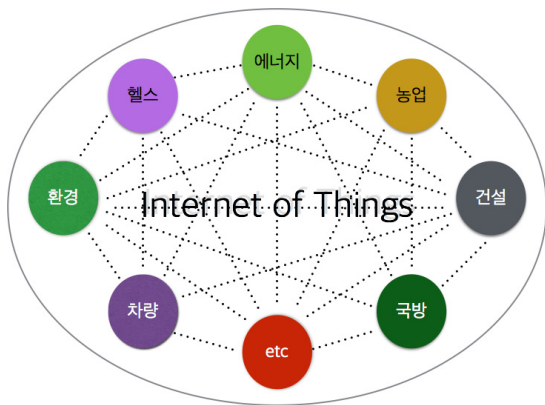 에너지
헬스
농업
환경
Internet of Things
건설
차량
국방
etc